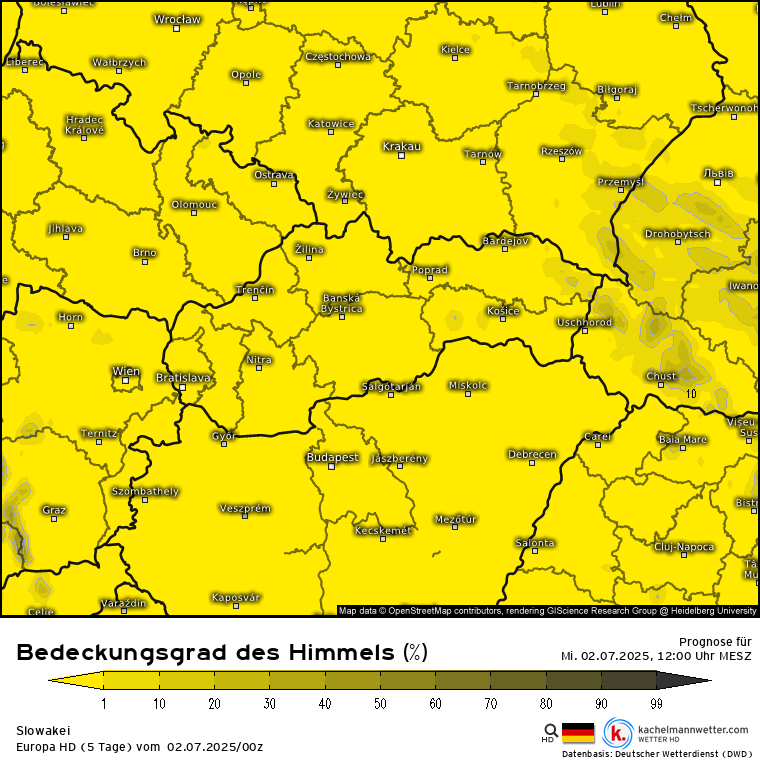 Bolesławiec
Wrocław
Lublin
Chełm
Liberec
Wałbrzych
Opole
Częstochowa
Kielce
Tarnobrzeg
Biłgoraj
Tscherwonoh
Hradec
Králové
Katowice
Krakau
Tarnów
Rzeszów
Ostrava
Żywiec
Przemyśl
Львів
Olomouc
Jihlava
Brno
Žilina
Bardejov
Drohobytsch
Poprad
Trenčín
Banská
Bystrica
Košice
Iwano
Horn
Uschhorod
Nitra
Wien
Bratislava
Salgótarján
Miskolc
Chust
10
Ternitz
Győr
Budapest
Jászberény
Debrecen
Carei
Baia Mare
Vișeu
Sus
Szombathely
Graz
Veszprém
Kecskemét
Mezőtúr
Bistr
Salonta
Cluj-Napoca
Tâ
Mu
Celje
Varaždin
Kaposvár
Map data © OpenStreetMap contributors, rendering GIScience Research Group @ Heidelberg University
Bedeckungsgrad des Himmels (%)
Prognose für
Mi. 02.07.2025, 12:00 Uhr MESZ
1 10 20 30 40 50 60 70 80 90 99
Slowakei
Europa HD (5 Tage) vom 02.07.2025/00z
HD
k.
kachelmannwetter.com
WETTER HD
Datenbasis: Deutscher Wetterdienst (DWD)